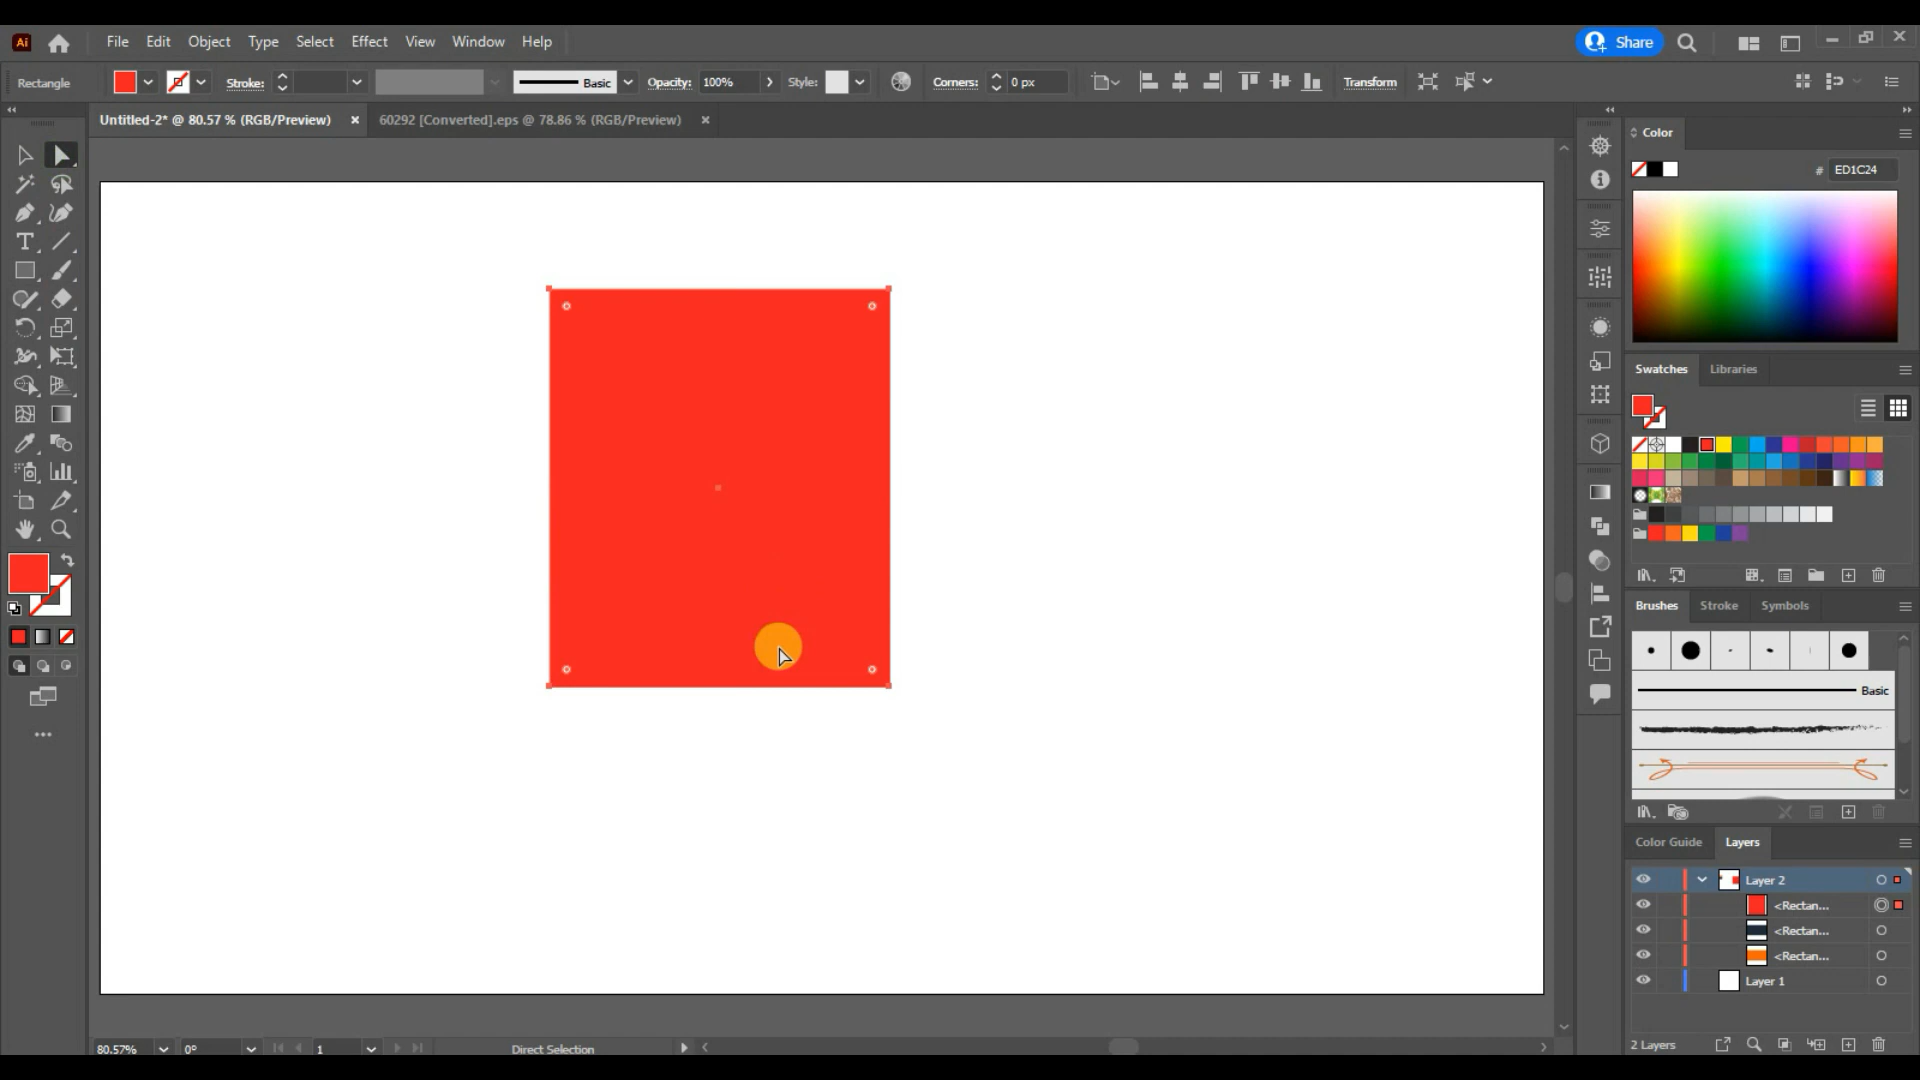 Ai File Edit Object Type Select Effect View Window Help Share
Rectangle Stroke: Basic Opacity: 100% Style: Corners: 0 px Transform
Untitled-2* @ 80.57 % (RGB/Preview) × 60292 [Converted].eps @ 78.86 % (RGB/Preview) ×
Color
# ED1C24
Swatches Libraries
Brushes Stroke Symbols
Basic
Color Guide Layers
Layer 2
<Rectan...
<Rectan...
<Rectan...
Layer 1
80.57% 0° 1 Direct Selection
2 Layers